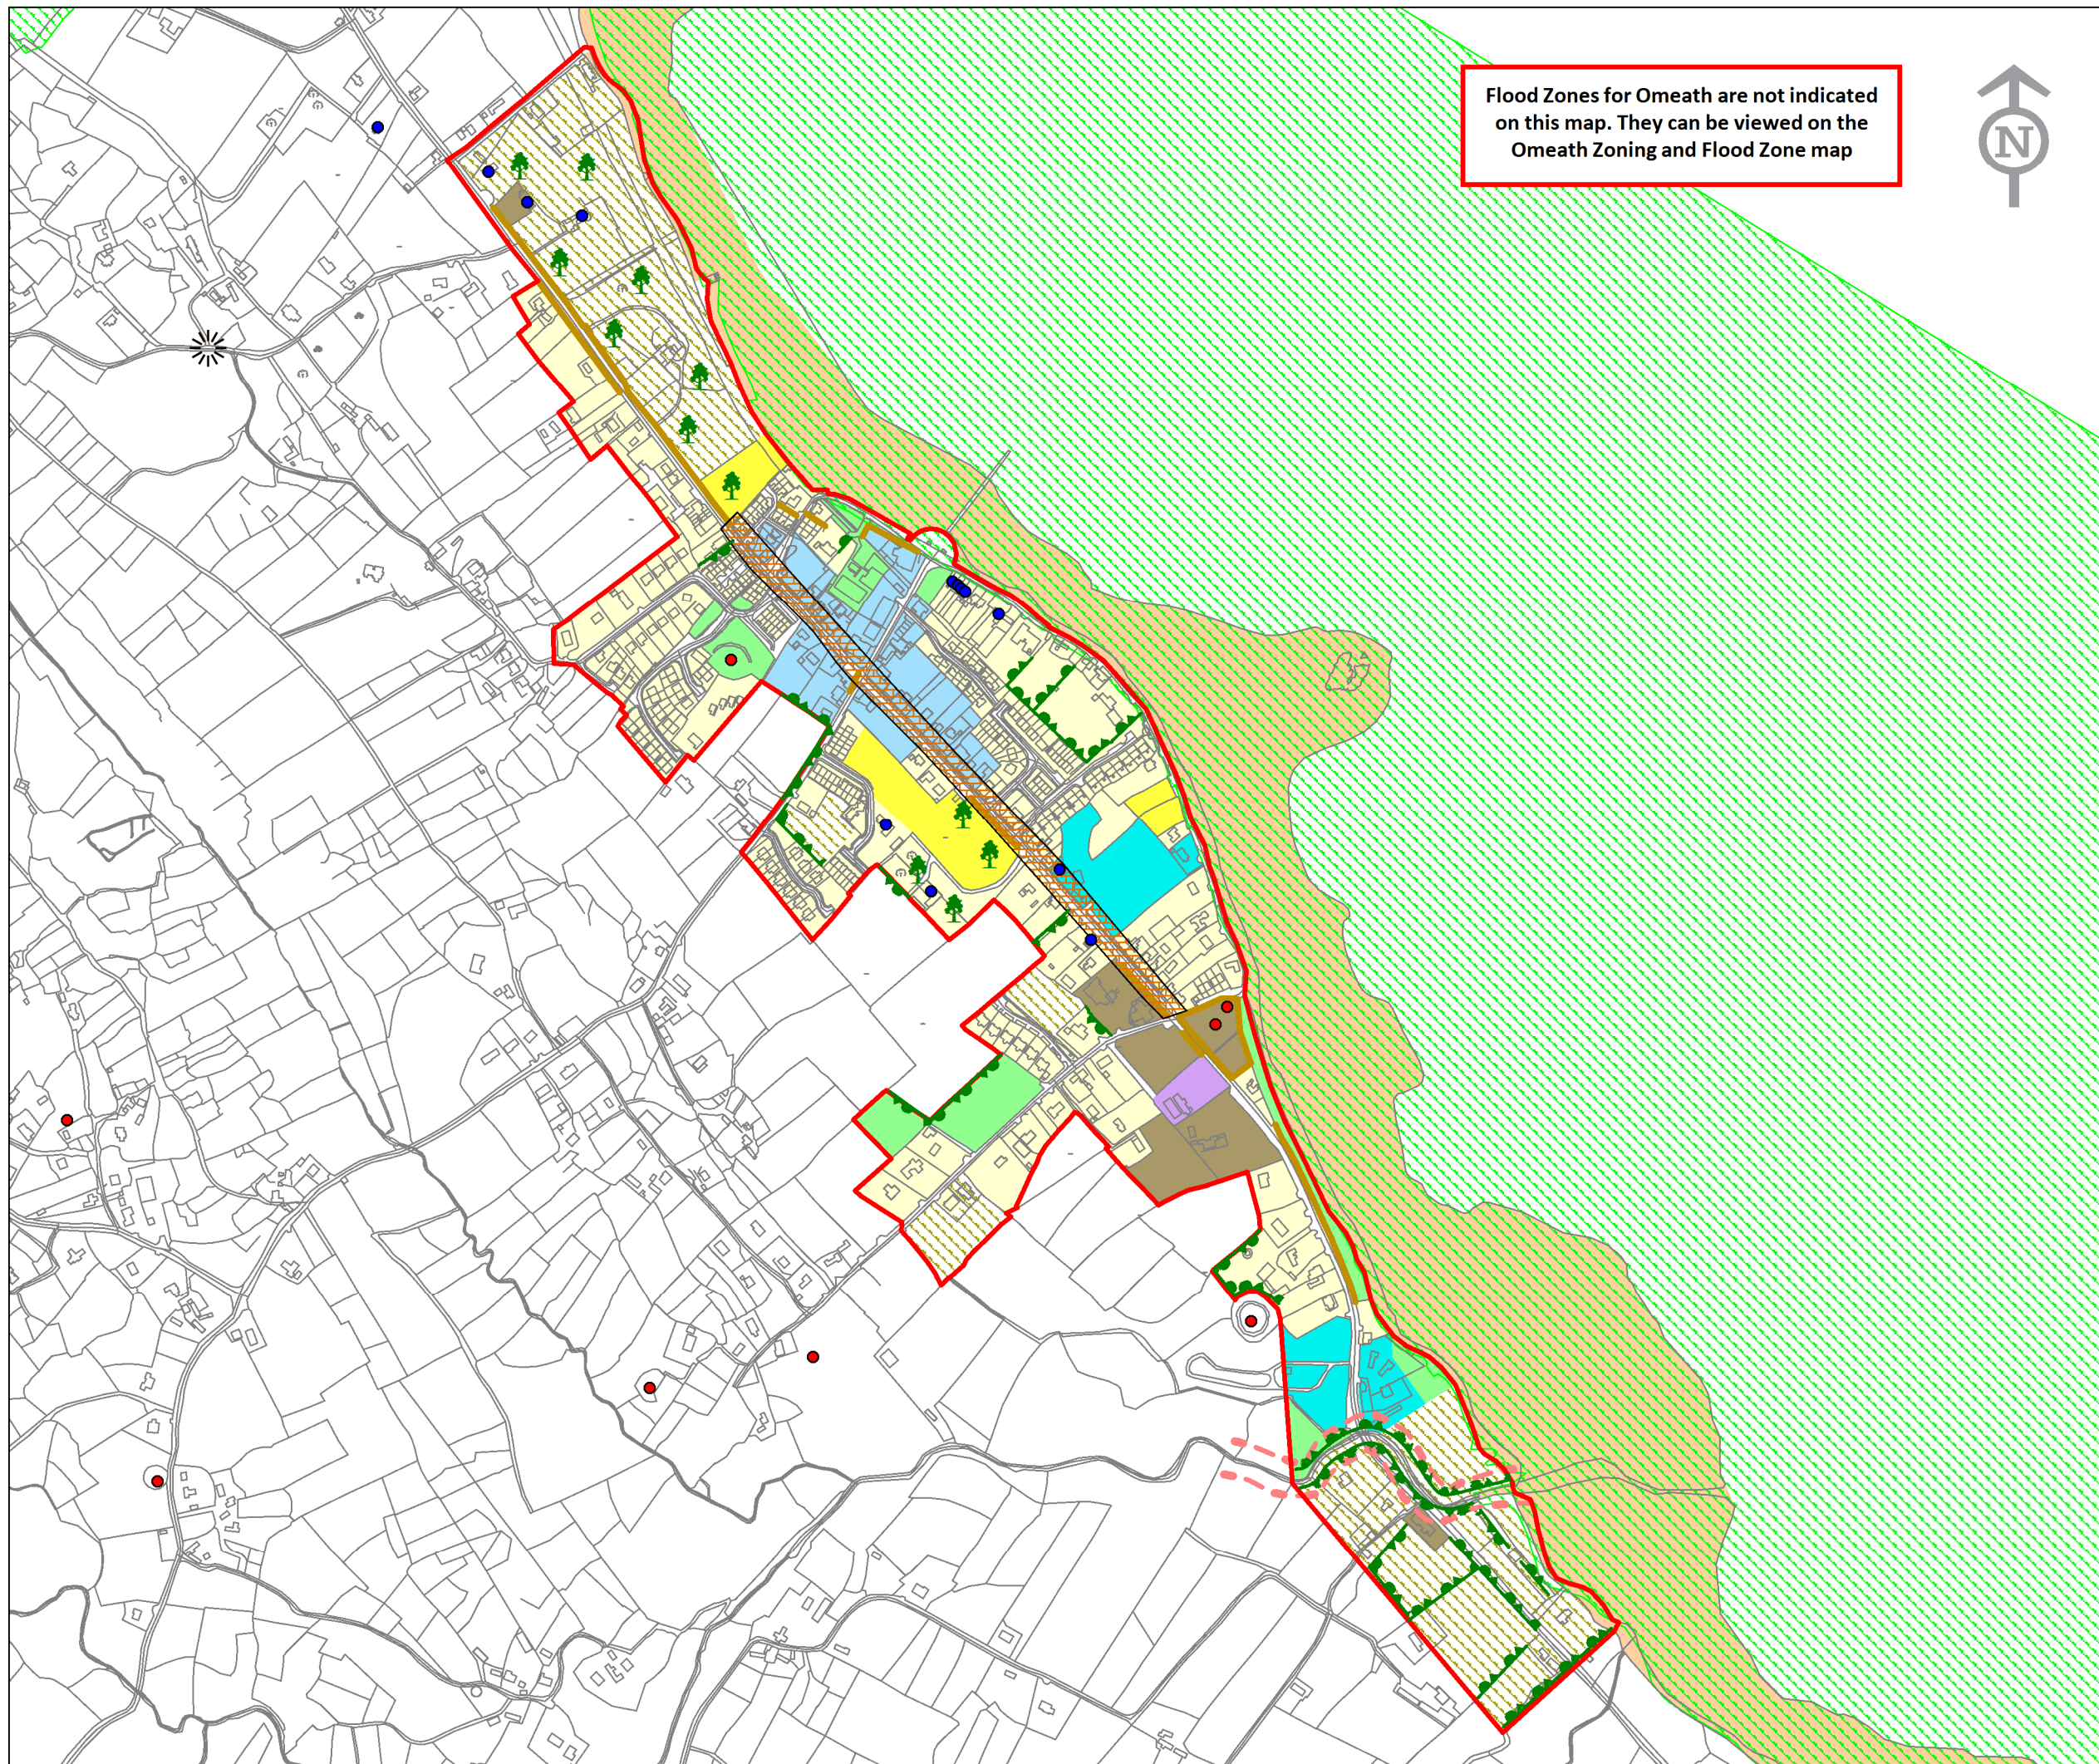 Flood Zones for Omeath are not indicated
on this map. They can be viewed on the
Omeath Zoning and Flood Zone map
N